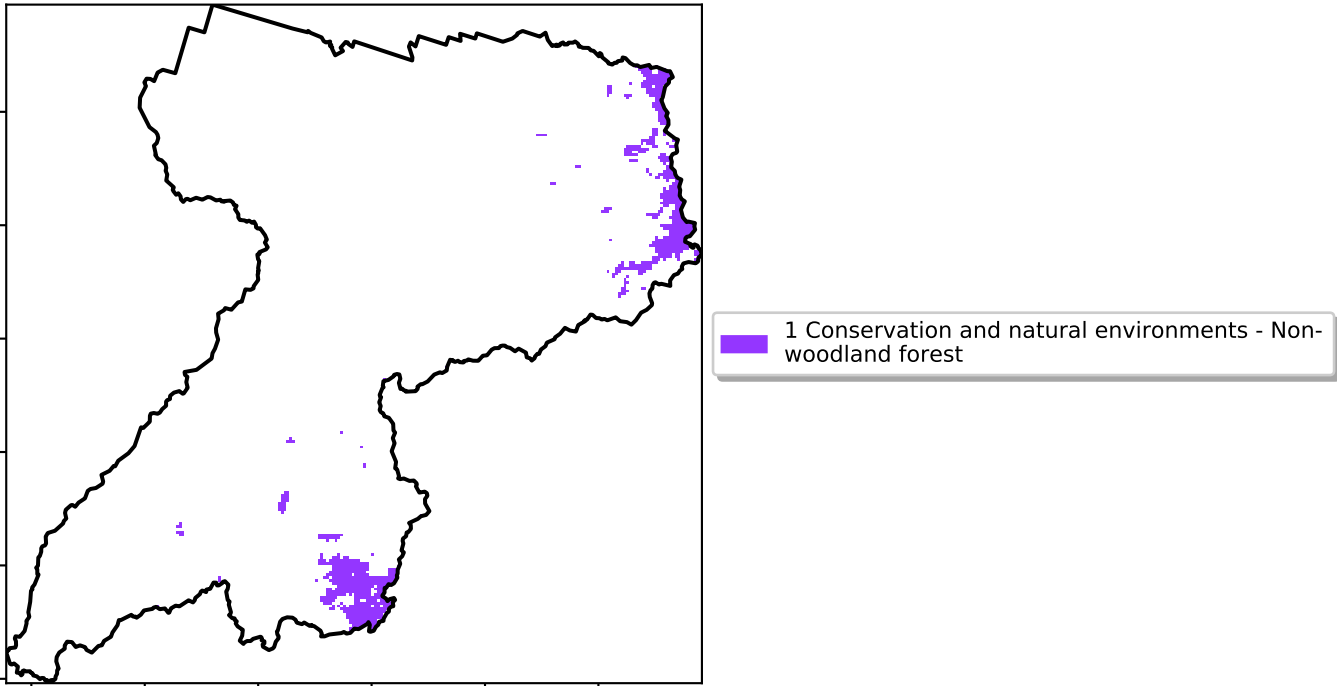 1 Conservation and natural environments - Non-
woodland forest